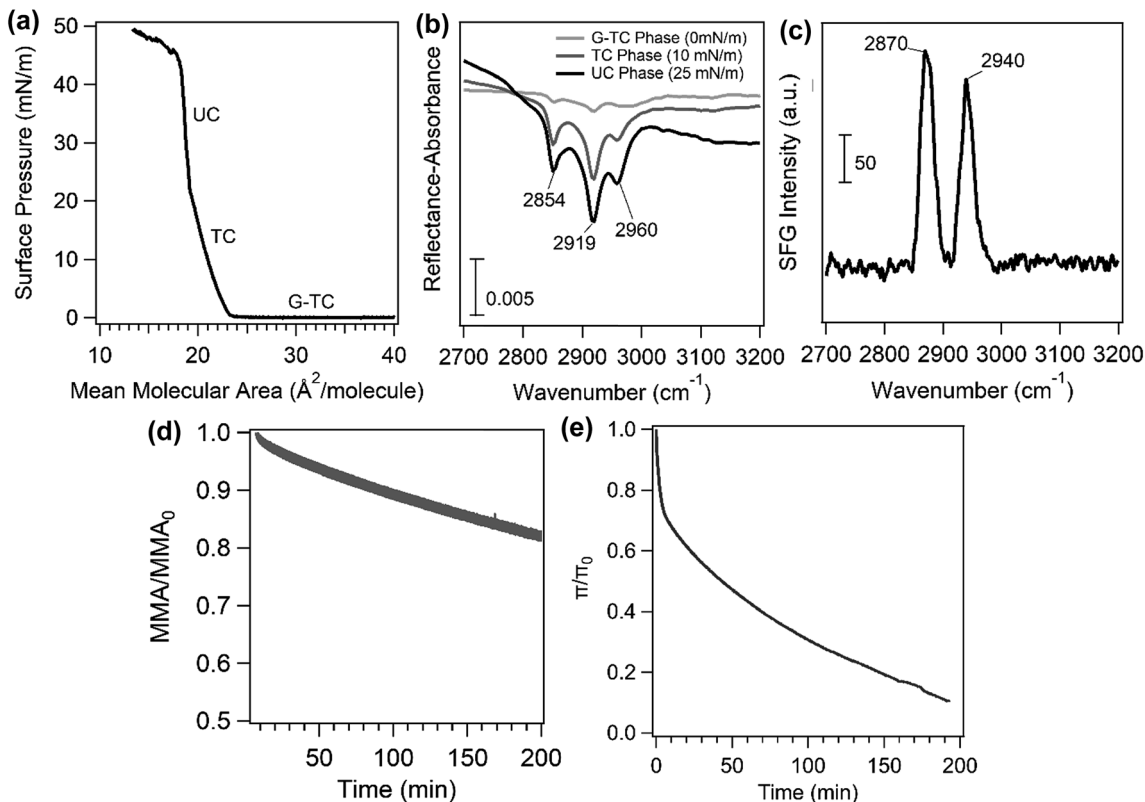 (a)
Surface Pressure (mN/m)
50
40
30
20
10
0
UC
TC
G-TC
10 20 30 40
Mean Molecular Area (Å²/molecule)
(b)
Reflectance-Absorbance
G-TC Phase (0mN/m)
TC Phase (10 mN/m)
UC Phase (25 mN/m)
2854
2919
2960
0.005
2700 2800 2900 3000 3100 3200
Wavenumber (cm⁻¹)
(c)
SFG Intensity (a.u.)
2870
2940
50
2700 2800 2900 3000 3100 3200
Wavenumber (cm⁻¹)
(d)
MMA/MMA₀
1.0
0.9
0.8
0.7
0.6
0.5
50 100 150 200
Time (min)
(e)
π/π₀
1.0
0.8
0.6
0.4
0.2
0.0
0 50 100 150 200
Time (min)